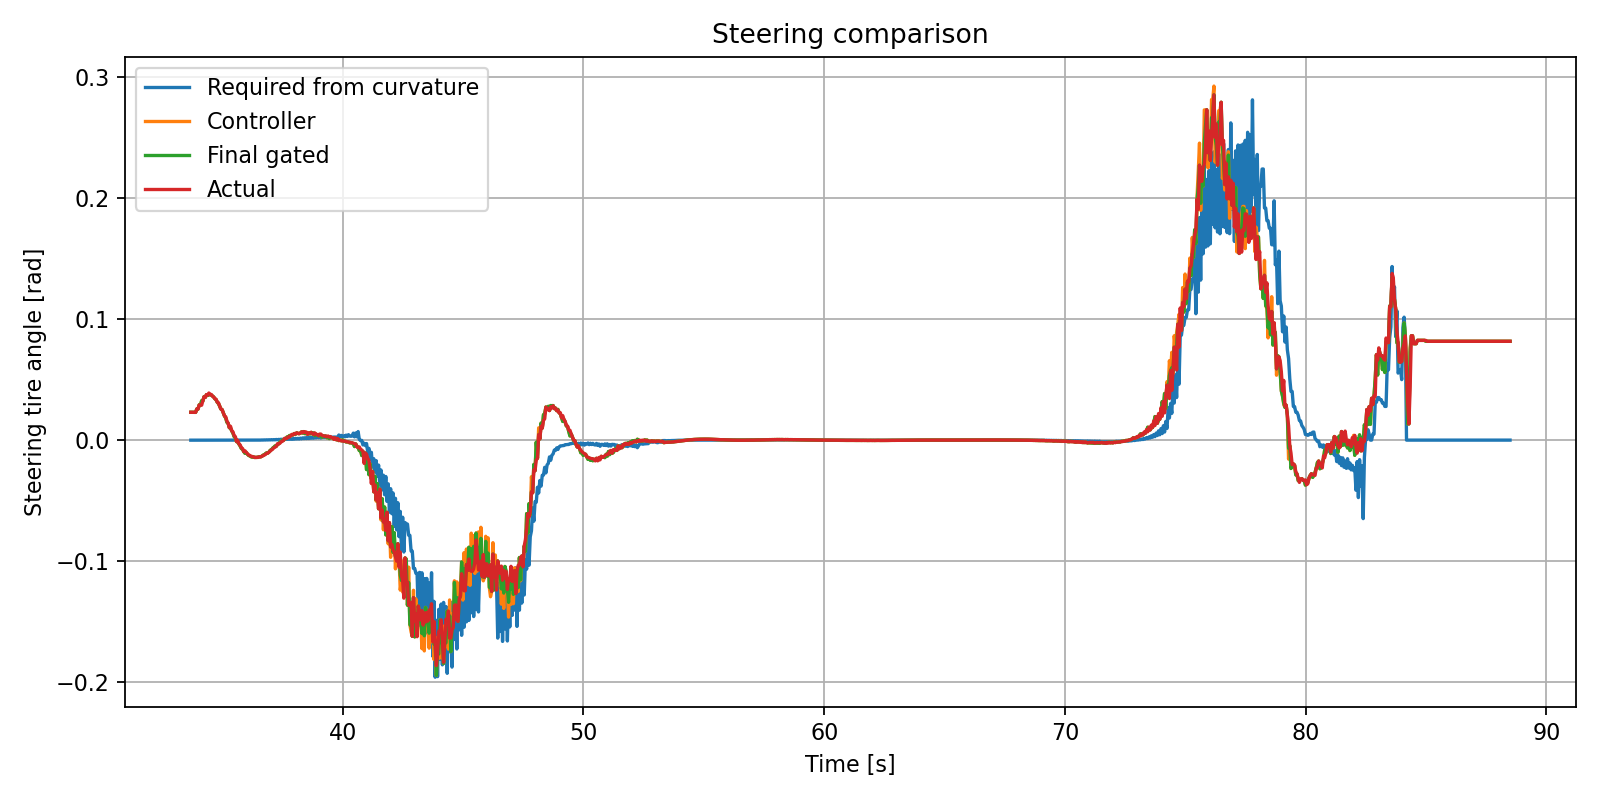 Steering comparison
Required from curvature
Controller
Final gated
Actual
Steering tire angle [rad]
0.3
0.2
0.1
0.0
−0.1
−0.2
40 50 60 70 80 90
Time [s]